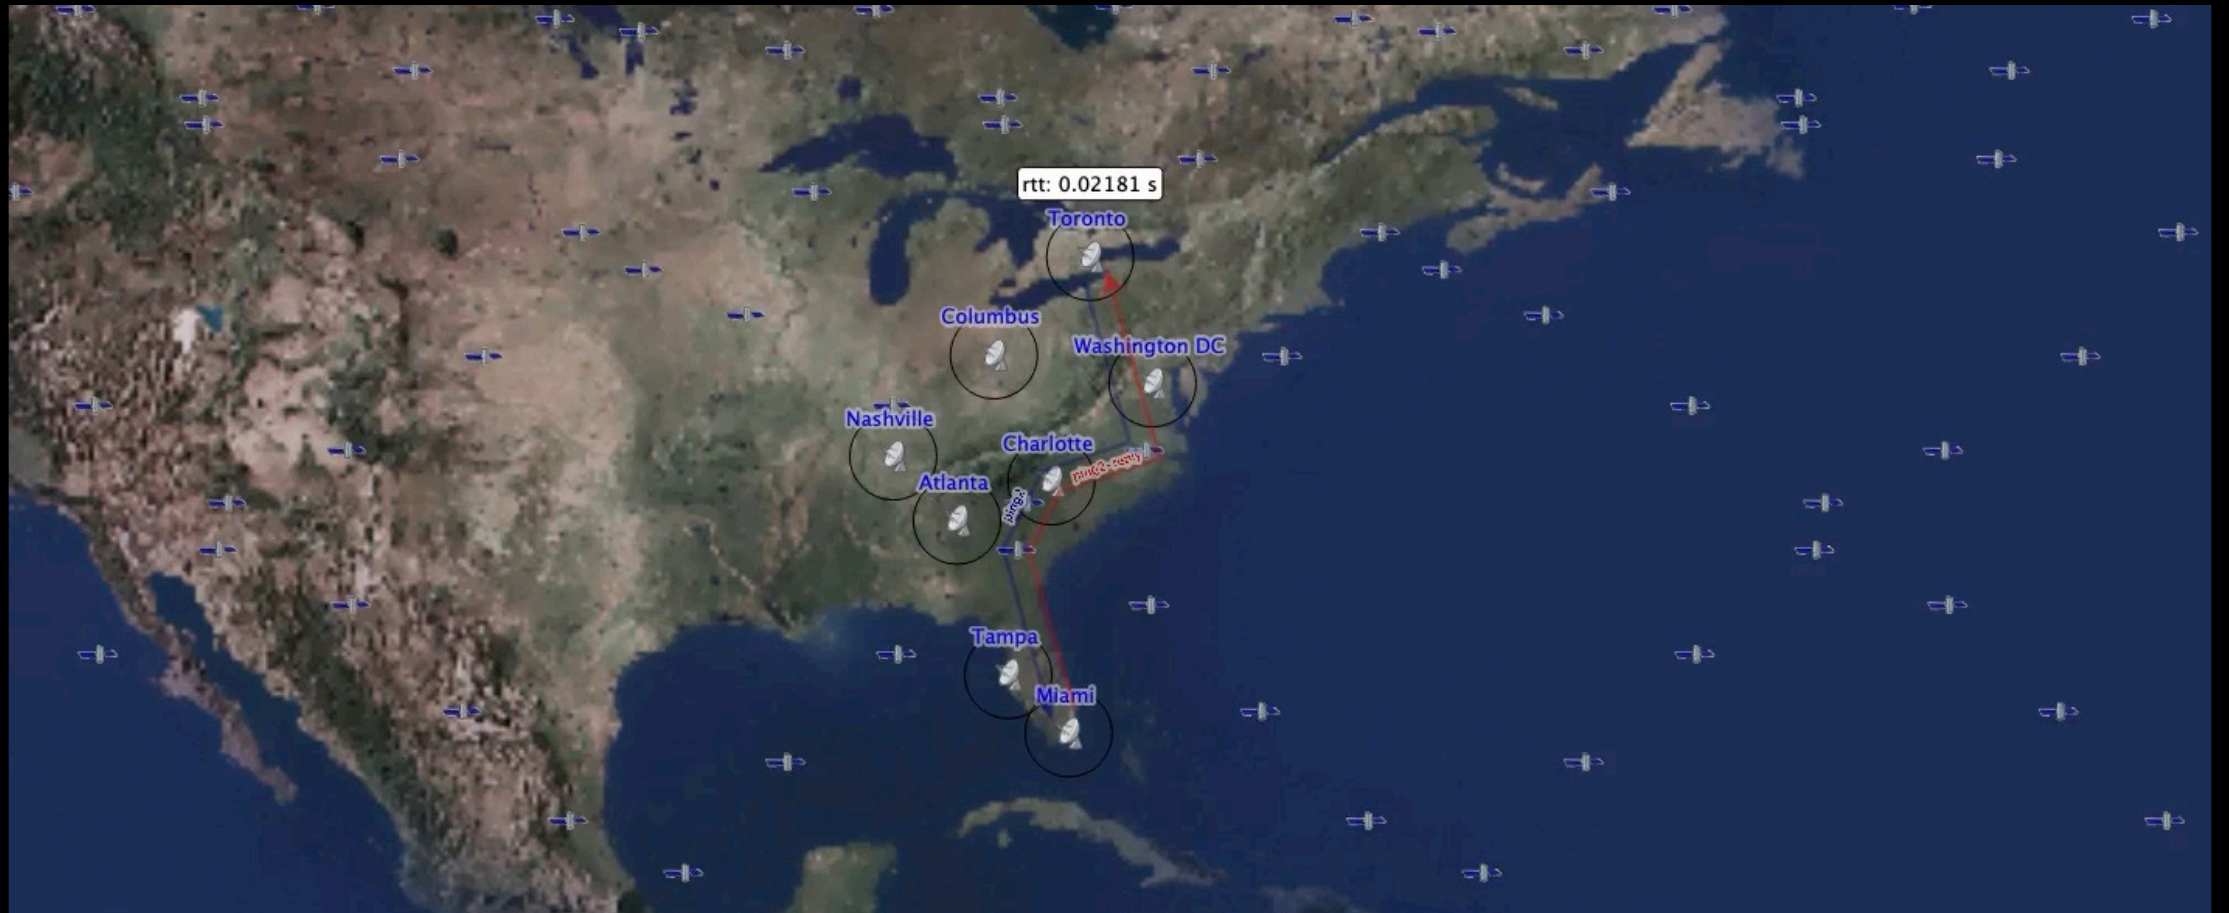 rtt: 0.02181 s
Toronto
Columbus
Washington DC
Nashville
Charlotte
Atlanta
Tampa
Miami